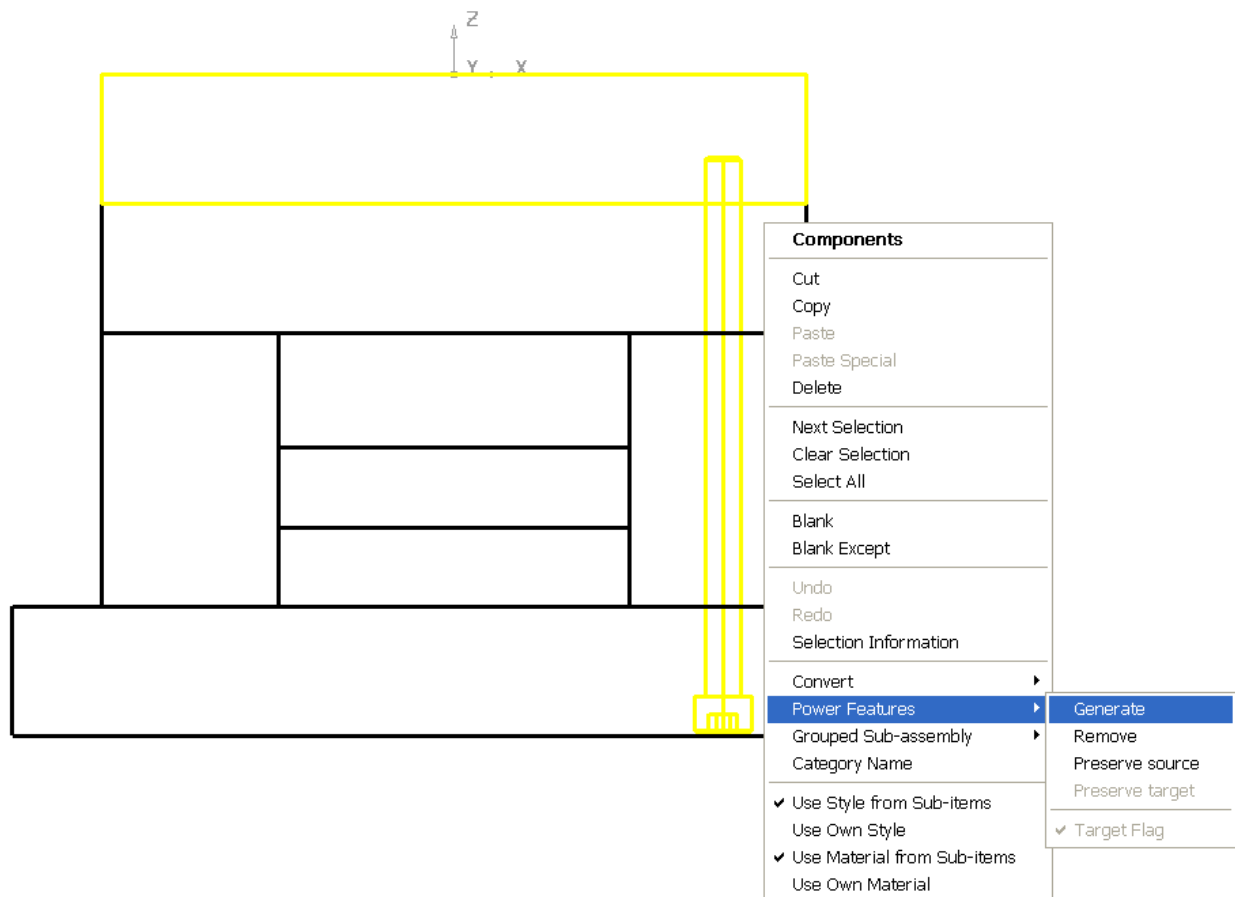 Z
Y X
Components
Cut
Copy
Paste
Paste Special
Delete
Next Selection
Clear Selection
Select All
Blank
Blank Except
Undo
Redo
Selection Information
Convert
Power Features
Generate
Grouped Sub-assembly
Remove
Category Name
Preserve source
Preserve target
Use Style from Sub-items
Target Flag
Use Own Style
Use Material from Sub-items
Use Own Material